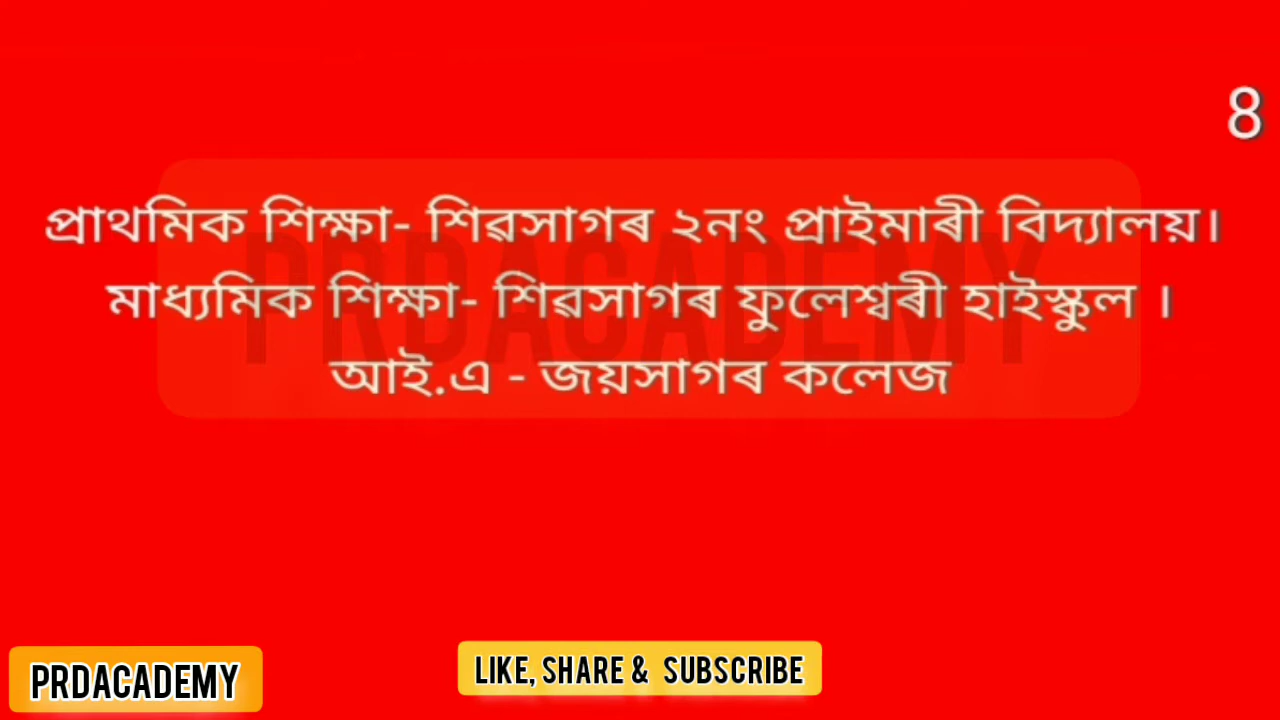 8
প্ৰাথমিক শিক্ষা- শিৱসাগৰ ২নং প্ৰাইমাৰী বিদ্যালয়।
মাধ্যমিক শিক্ষা- শিৱসাগৰ ফুলেশ্বৰী হাইস্কুল ।
আই.এ - জয়সাগৰ কলেজ
PRDACADEMY
PRDACADEMY
LIKE, SHARE & SUBSCRIBE